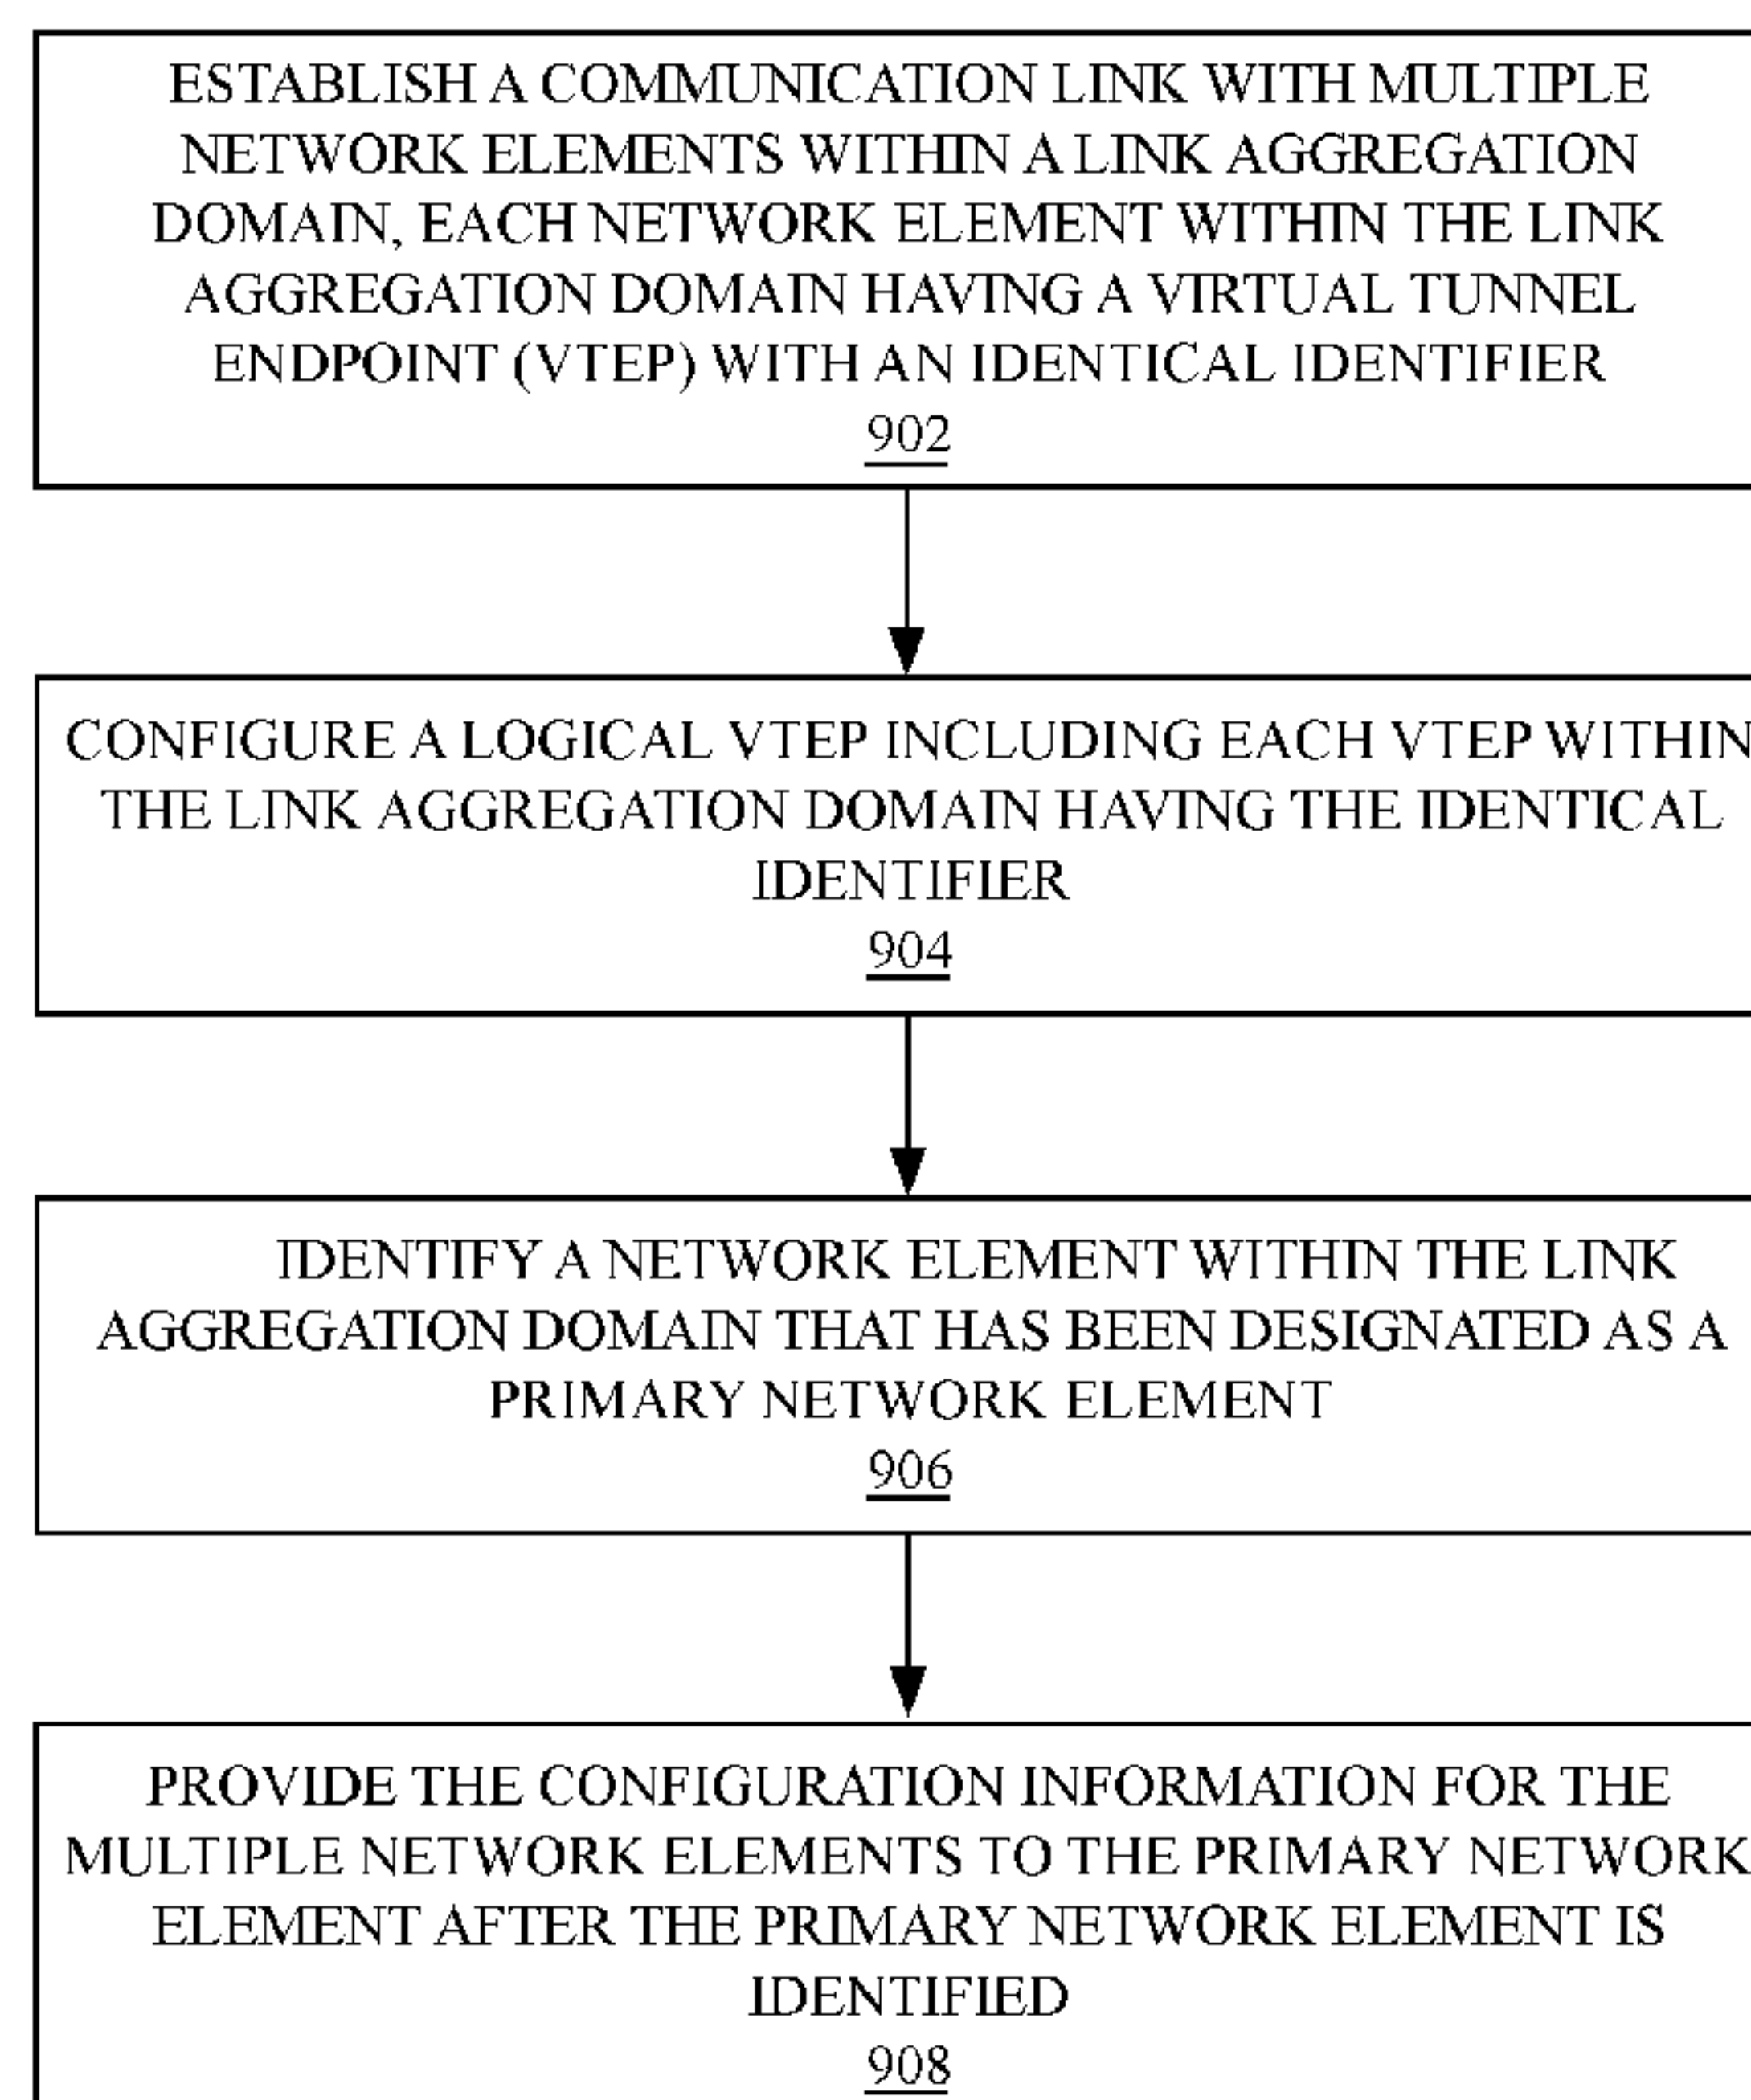 ESTABLISH A COMMUNICATION LINK WITH MULTIPLE
NETWORK ELEMENTS WITHIN A LINK AGGREGATION
DOMAIN, EACH NETWORK ELEMENT WITHIN THE LINK
AGGREGATION DOMAIN HAVING A VIRTUAL TUNNEL
ENDPOINT (VTEP) WITH AN IDENTICAL IDENTIFIER
902
CONFIGURE A LOGICAL VTEP INCLUDING EACH VTEP WITHIN
THE LINK AGGREGATION DOMAIN HAVING THE IDENTICAL
IDENTIFIER
904
IDENTIFY A NETWORK ELEMENT WITHIN THE LINK
AGGREGATION DOMAIN THAT HAS BEEN DESIGNATED AS A
PRIMARY NETWORK ELEMENT
906
PROVIDE THE CONFIGURATION INFORMATION FOR THE
MULTIPLE NETWORK ELEMENTS TO THE PRIMARY NETWORK
ELEMENT AFTER THE PRIMARY NETWORK ELEMENT IS
IDENTIFIED
908